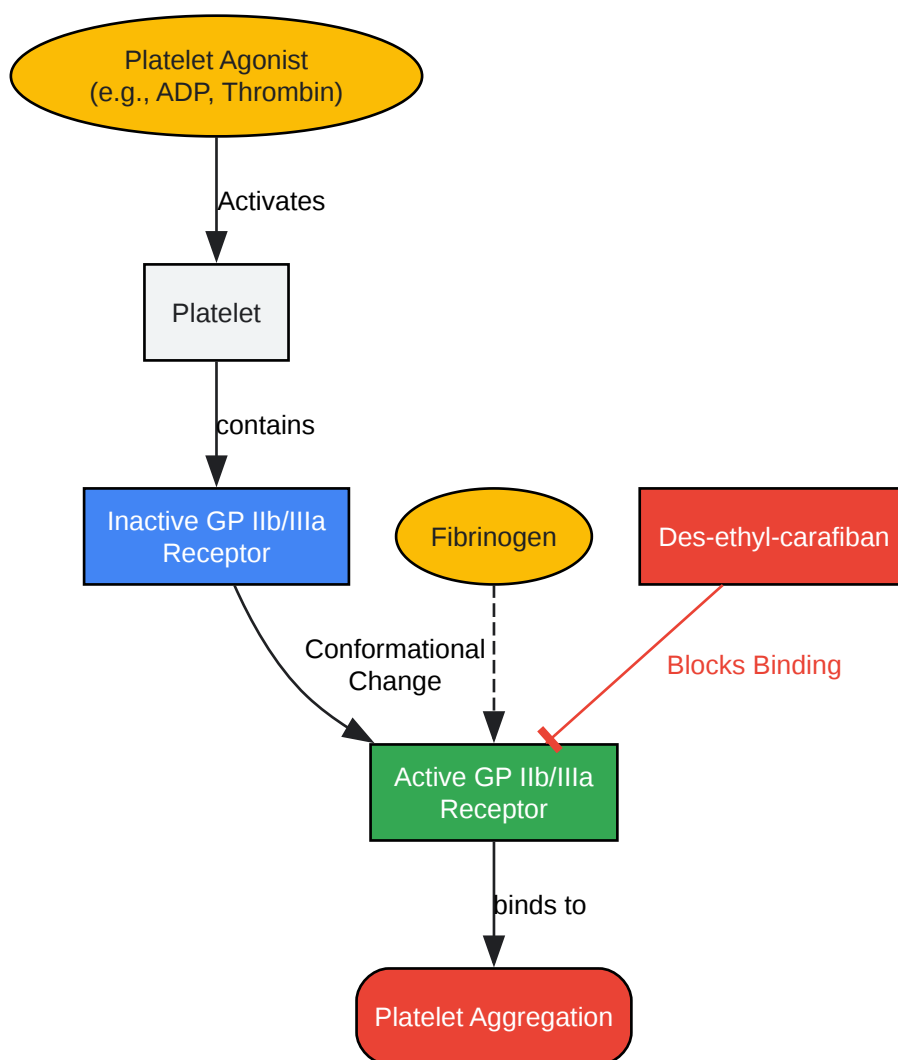 Platelet Agonist
(e.g., ADP, Thrombin)
Activates
Platelet
contains
Inactive GP IIb/IIIa
Receptor
Fibrinogen
Des-ethyl-carafiban
Conformational
Change
Blocks Binding
Active GP IIb/IIIa
Receptor
binds to
Platelet Aggregation